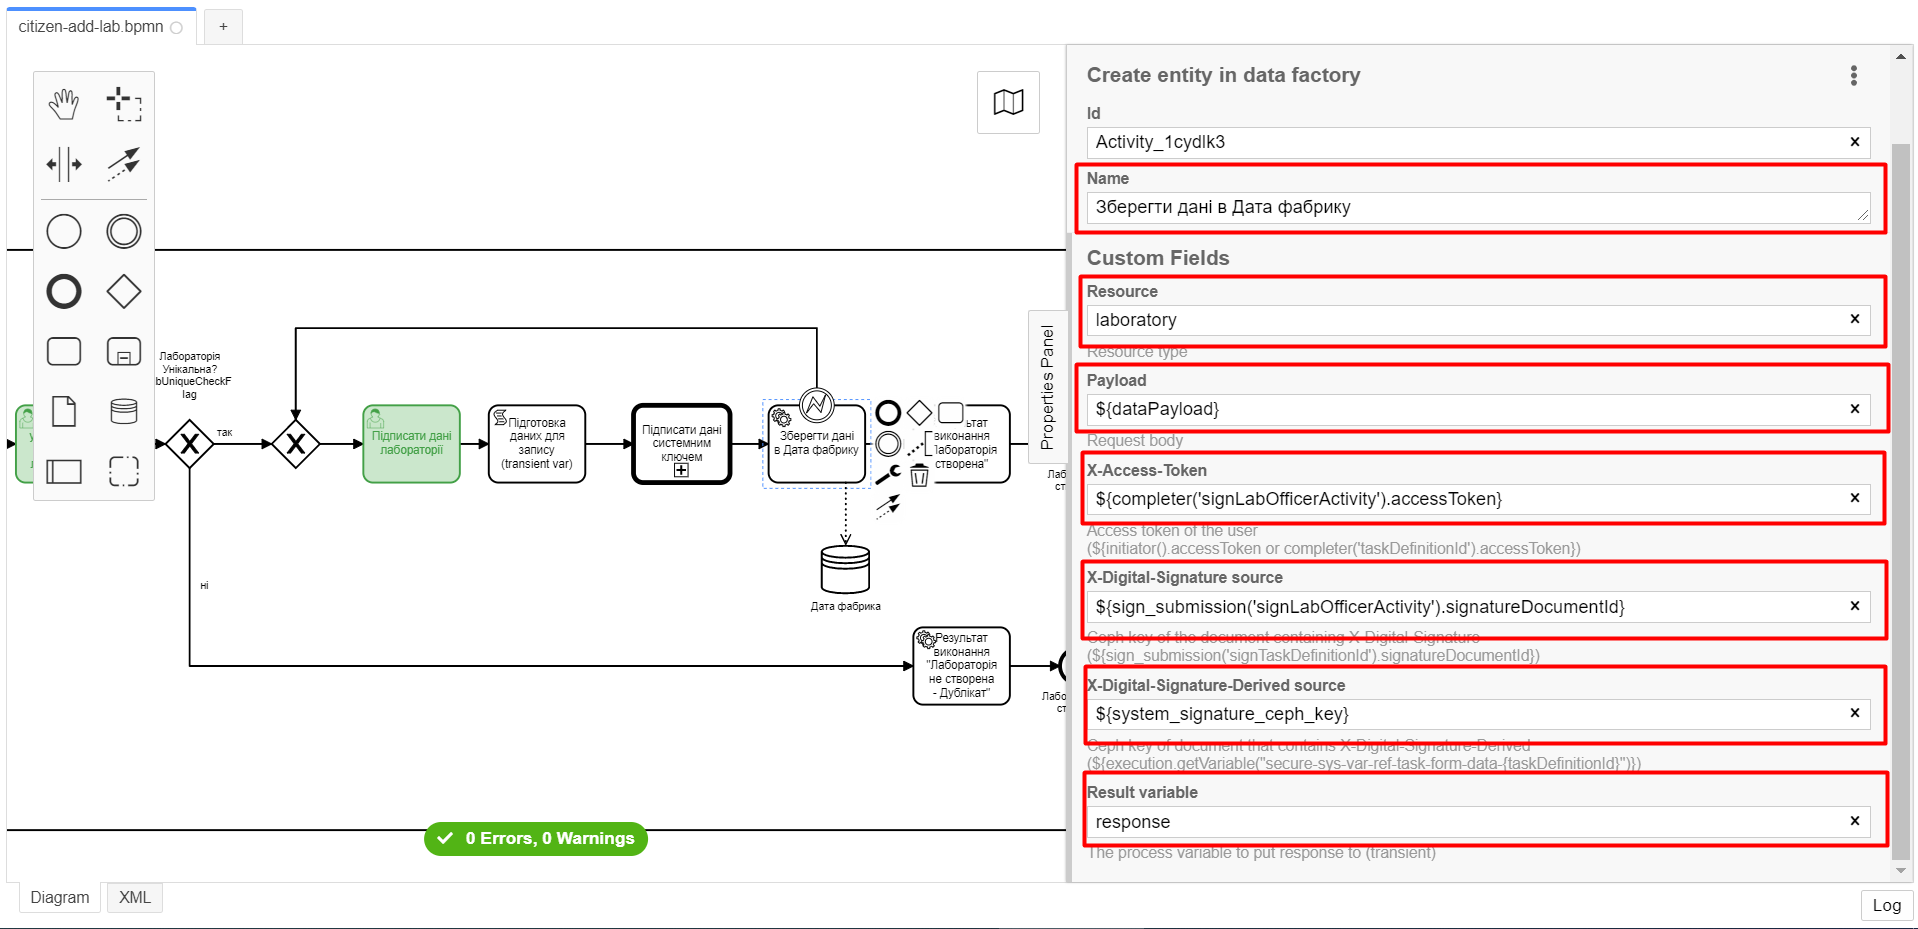 citizen-add-lab.bpmn
+
Лабораторія
Унікальна?
bUniqueCheckF
lag
так
ні
Підписати дані
лабораторії
Підготовка
даних для
запису
(transient var)
Підписати дані
системним
ключем
Зберегти дані
в Дата фабрику
ьтат
виконання
"лабораторія
створена"
Лаб
ст
Дата фабрика
Результат
виконання
"Лабораторія
не створена
- Дублікат"
Лабо
ст
0 Errors, 0 Warnings
Diagram
XML
Properties Panel
Create entity in data factory
Id
Activity_1cydlk3
Name
Зберегти дані в Дата фабрику
Custom Fields
Resource
laboratory
Resource type
Payload
${dataPayload}
Request body
X-Access-Token
${completer('signLabOfficerActivity').accessToken}
Access token of the user
(${initiator().accessToken or completer('taskDefinitionId').accessToken})
X-Digital-Signature source
${sign_submission('signLabOfficerActivity').signatureDocumentId}
Ceph key of the document containing X-Digital-Signature
(${sign_submission('signTaskDefinitionId').signatureDocumentId})
X-Digital-Signature-Derived source
${system_signature_ceph_key}
Ceph key of document that contains X-Digital-Signature-Derived
(${execution.getVariable("secure-sys-var-ref-task-form-data-{taskDefinitionId}")})
Result variable
response
The process variable to put response to (transient)
Log